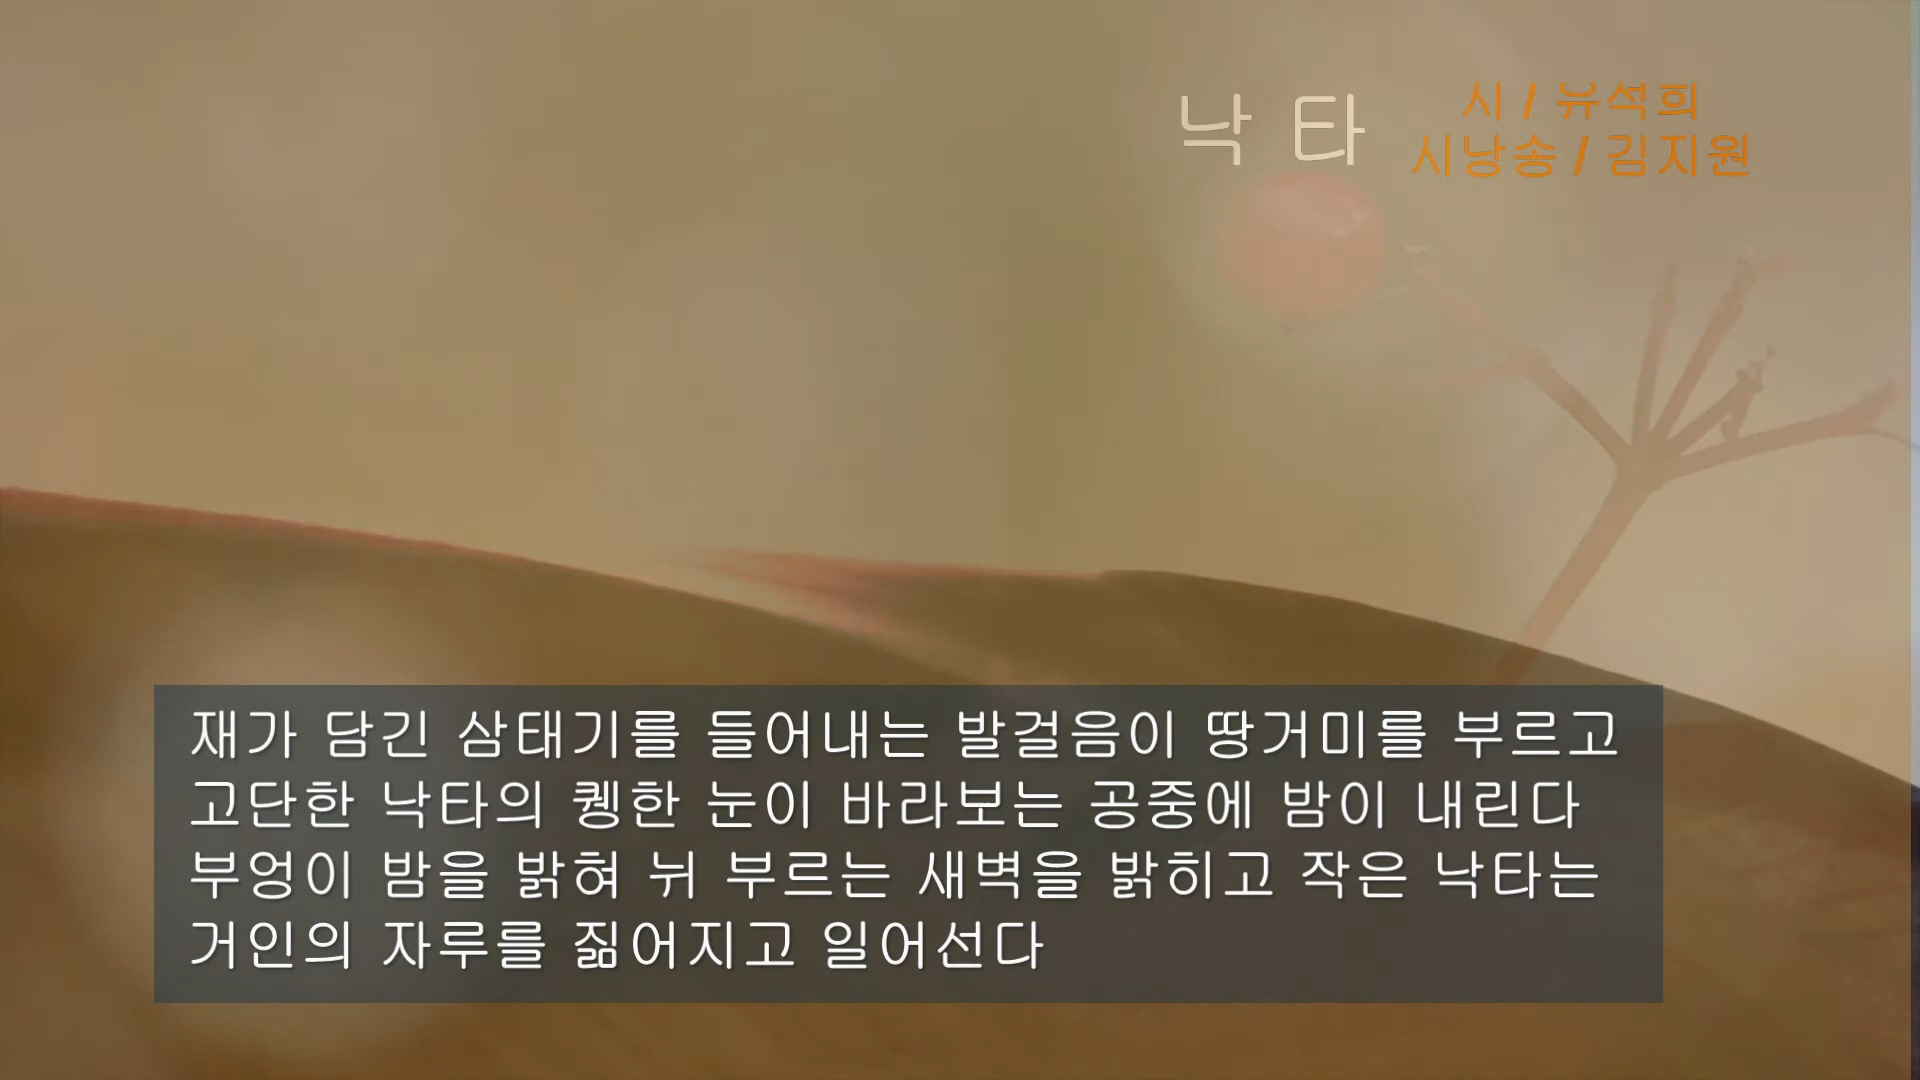 낙 타
시 / 유석희
시낭송 / 김지원
재가 담긴 삼태기를 들어내는 발걸음이 땅거미를 부르고
고단한 낙타의 퀭한 눈이 바라보는 공중에 밤이 내린다
부엉이 밤을 밝혀 뉘 부르는 새벽을 밝히고 작은 낙타는
거인의 자루를 짊어지고 일어선다